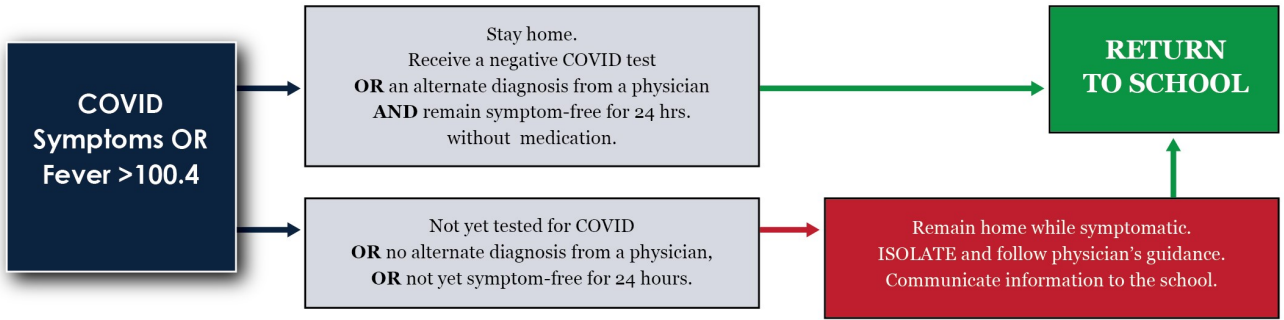 COVID
Symptoms OR
Fever >100.4
Stay home.
Receive a negative COVID test
OR an alternate diagnosis from a physician
AND remain symptom-free for 24 hrs.
without medication.
RETURN
TO SCHOOL
Not yet tested for COVID
OR no alternate diagnosis from a physician,
OR not yet symptom-free for 24 hours.
Remain home while symptomatic.
ISOLATE and follow physician's guidance.
Communicate information to the school.